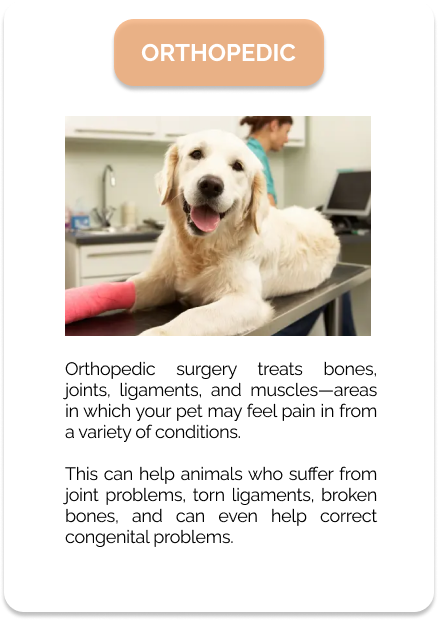 ORTHOPEDIC
Orthopedic surgery treats bones,
joints, ligaments, and muscles—areas
in which your pet may feel pain in from
a variety of conditions.
This can help animals who suffer from
joint problems, torn ligaments, broken
bones, and can even help correct
congenital problems.